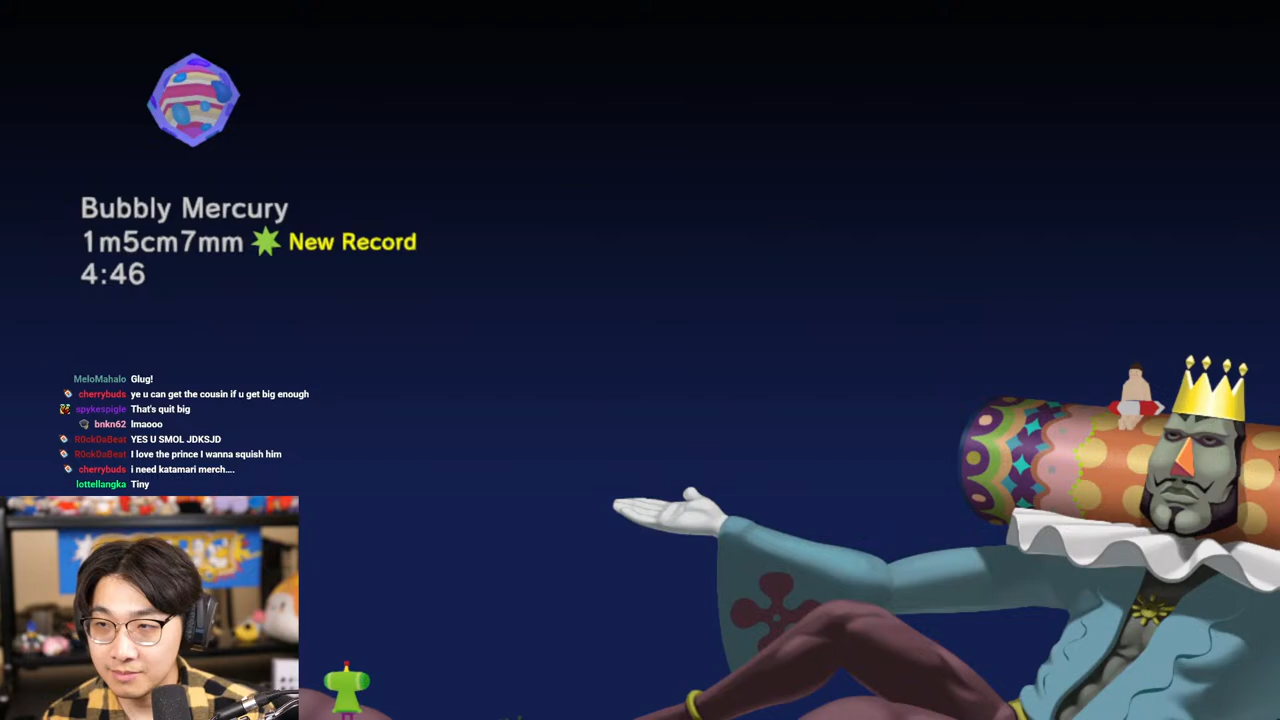 Bubbly Mercury
1m5cm7mm New Record
4:46
MeloMahalo Glug!
cherrybuds ye u can get the cousin if u get big enough
spykespigle That's quit big
bnkn62 lmaooo
R0ckDaBeat YES U SMOL JDKSJD
R0ckDaBeat I love the prince I wanna squish him
cherrybuds i need katamari merch....
lottellangka Tiny